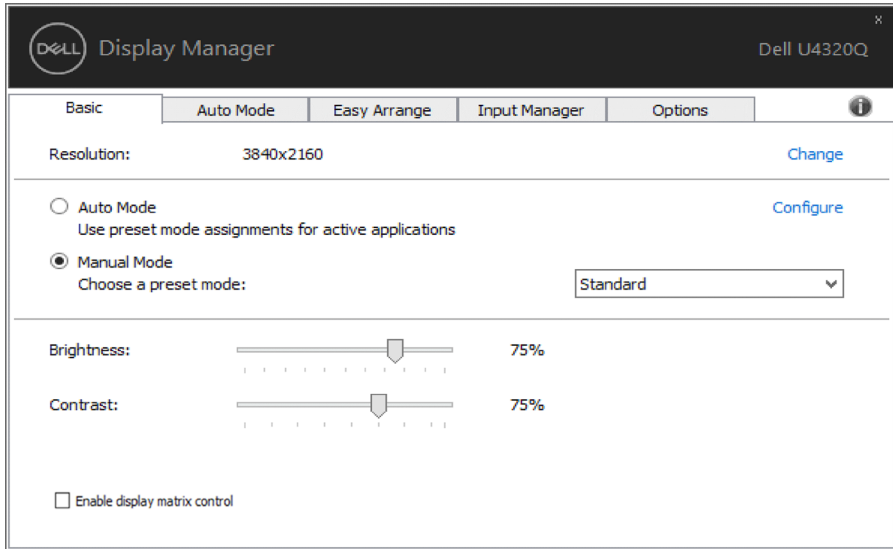 x
DELL Display Manager
Dell U4320Q
Basic Auto Mode Easy Arrange Input Manager Options
Resolution: 3840x2160 Change
Auto Mode Configure
Use preset mode assignments for active applications
Manual Mode
Choose a preset mode: Standard
Brightness: 75%
Contrast: 75%
Enable display matrix control